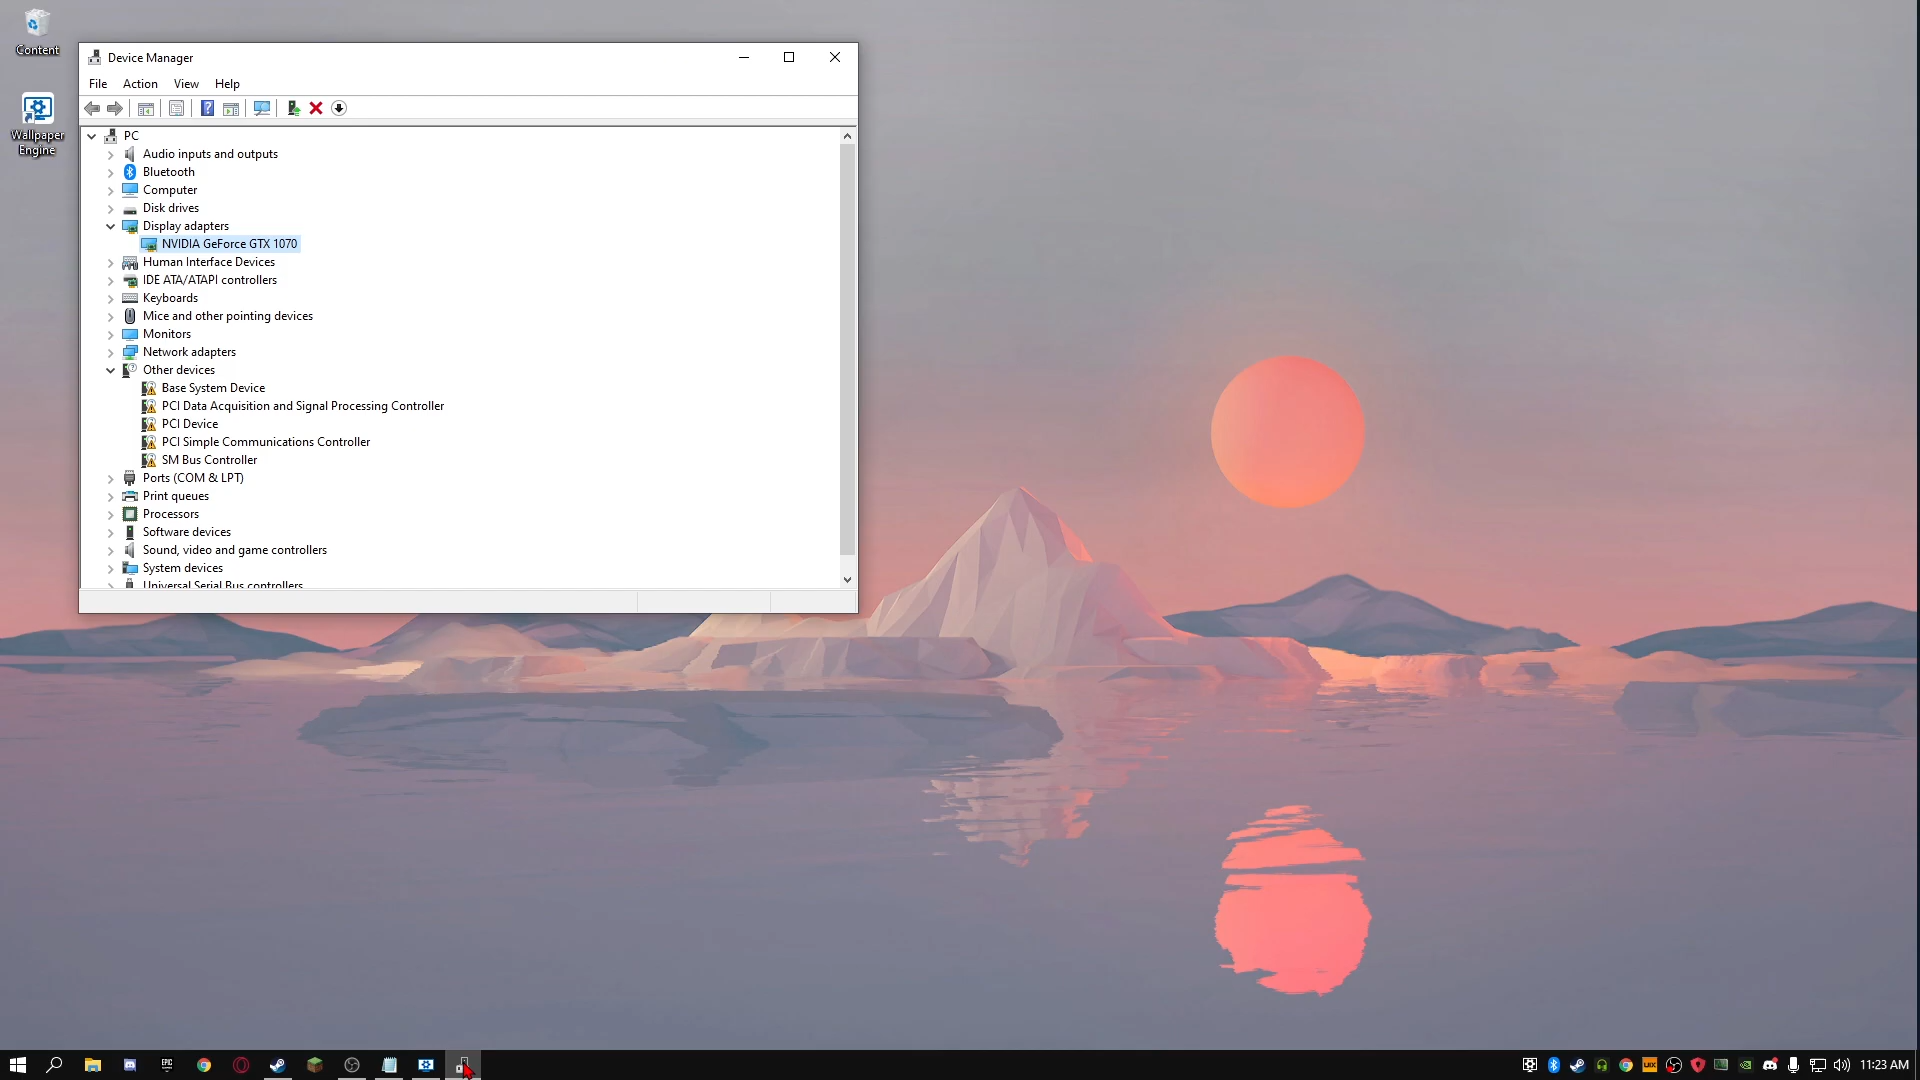 Content
Wallpaper
Engine
Device Manager
File Action View Help
PC
Audio inputs and outputs
Bluetooth
Computer
Disk drives
Display adapters
NVIDIA GeForce GTX 1070
Human Interface Devices
IDE ATA/ATAPI controllers
Keyboards
Mice and other pointing devices
Monitors
Network adapters
Other devices
Base System Device
PCI Data Acquisition and Signal Processing Controller
PCI Device
PCI Simple Communications Controller
SM Bus Controller
Ports (COM & LPT)
Print queues
Processors
Software devices
Sound, video and game controllers
System devices
Universal Serial Bus controllers
EPIC
11:23 AM